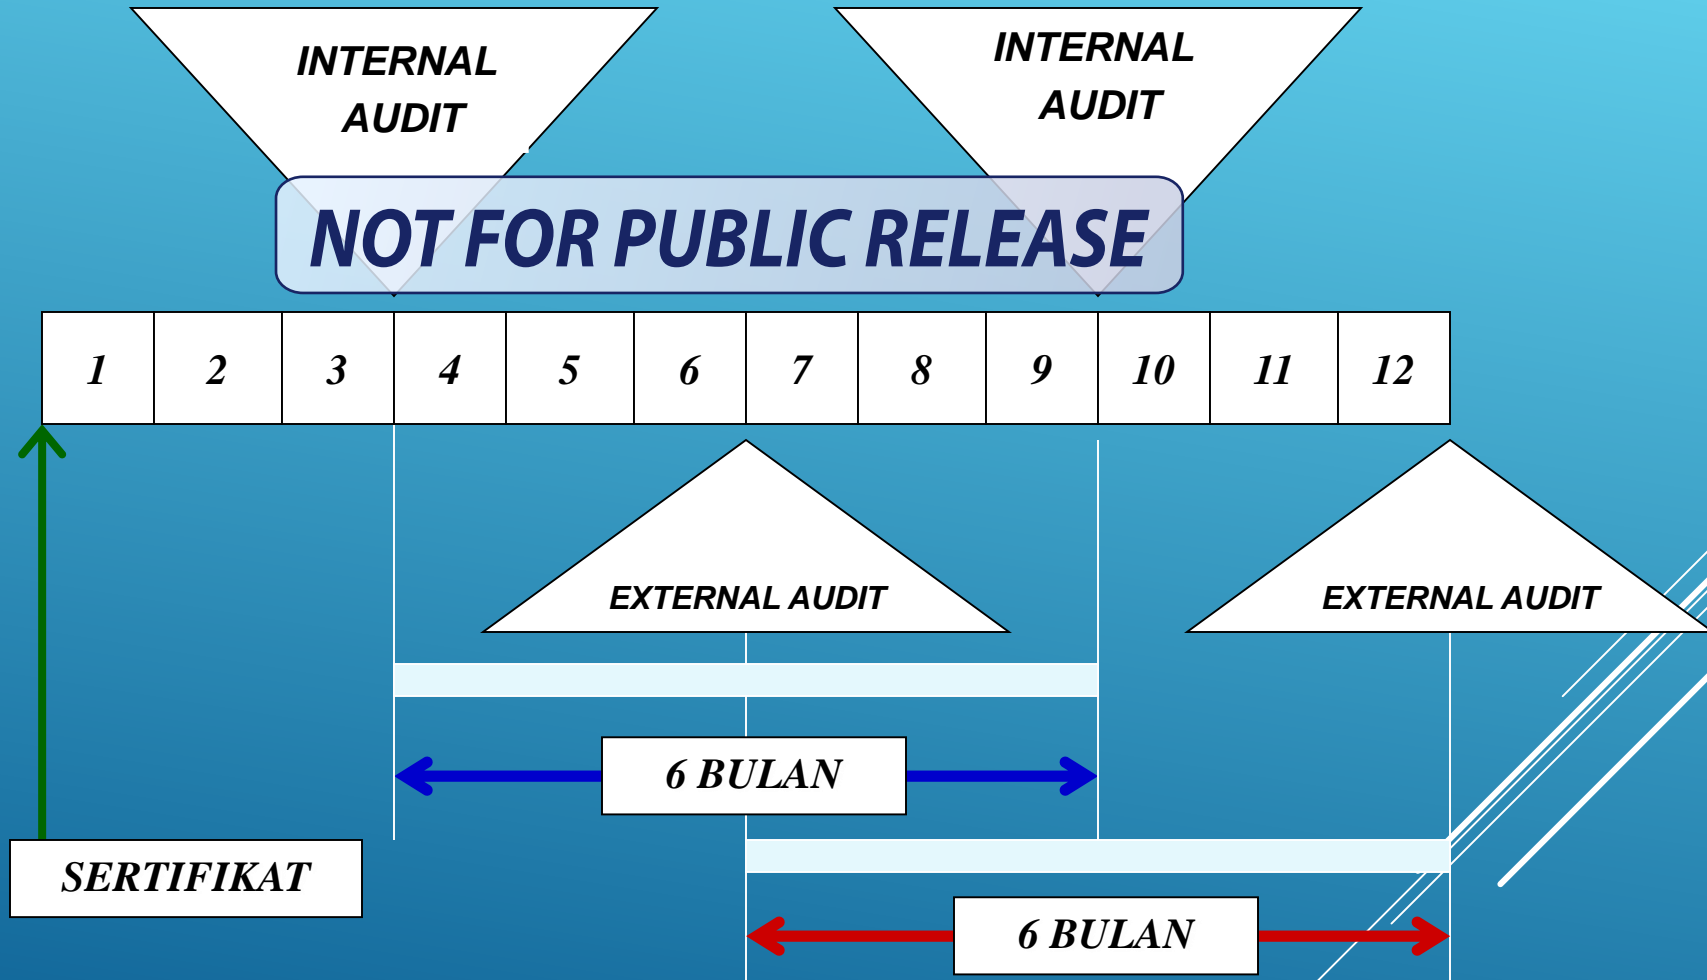 INTERNAL
AUDIT
INTERNAL
AUDIT
NOT FOR PUBLIC RELEASE
1 2 3 4 5 6 7 8 9 10 11 12
EXTERNAL AUDIT
EXTERNAL AUDIT
6 BULAN
SERTIFIKAT
6 BULAN